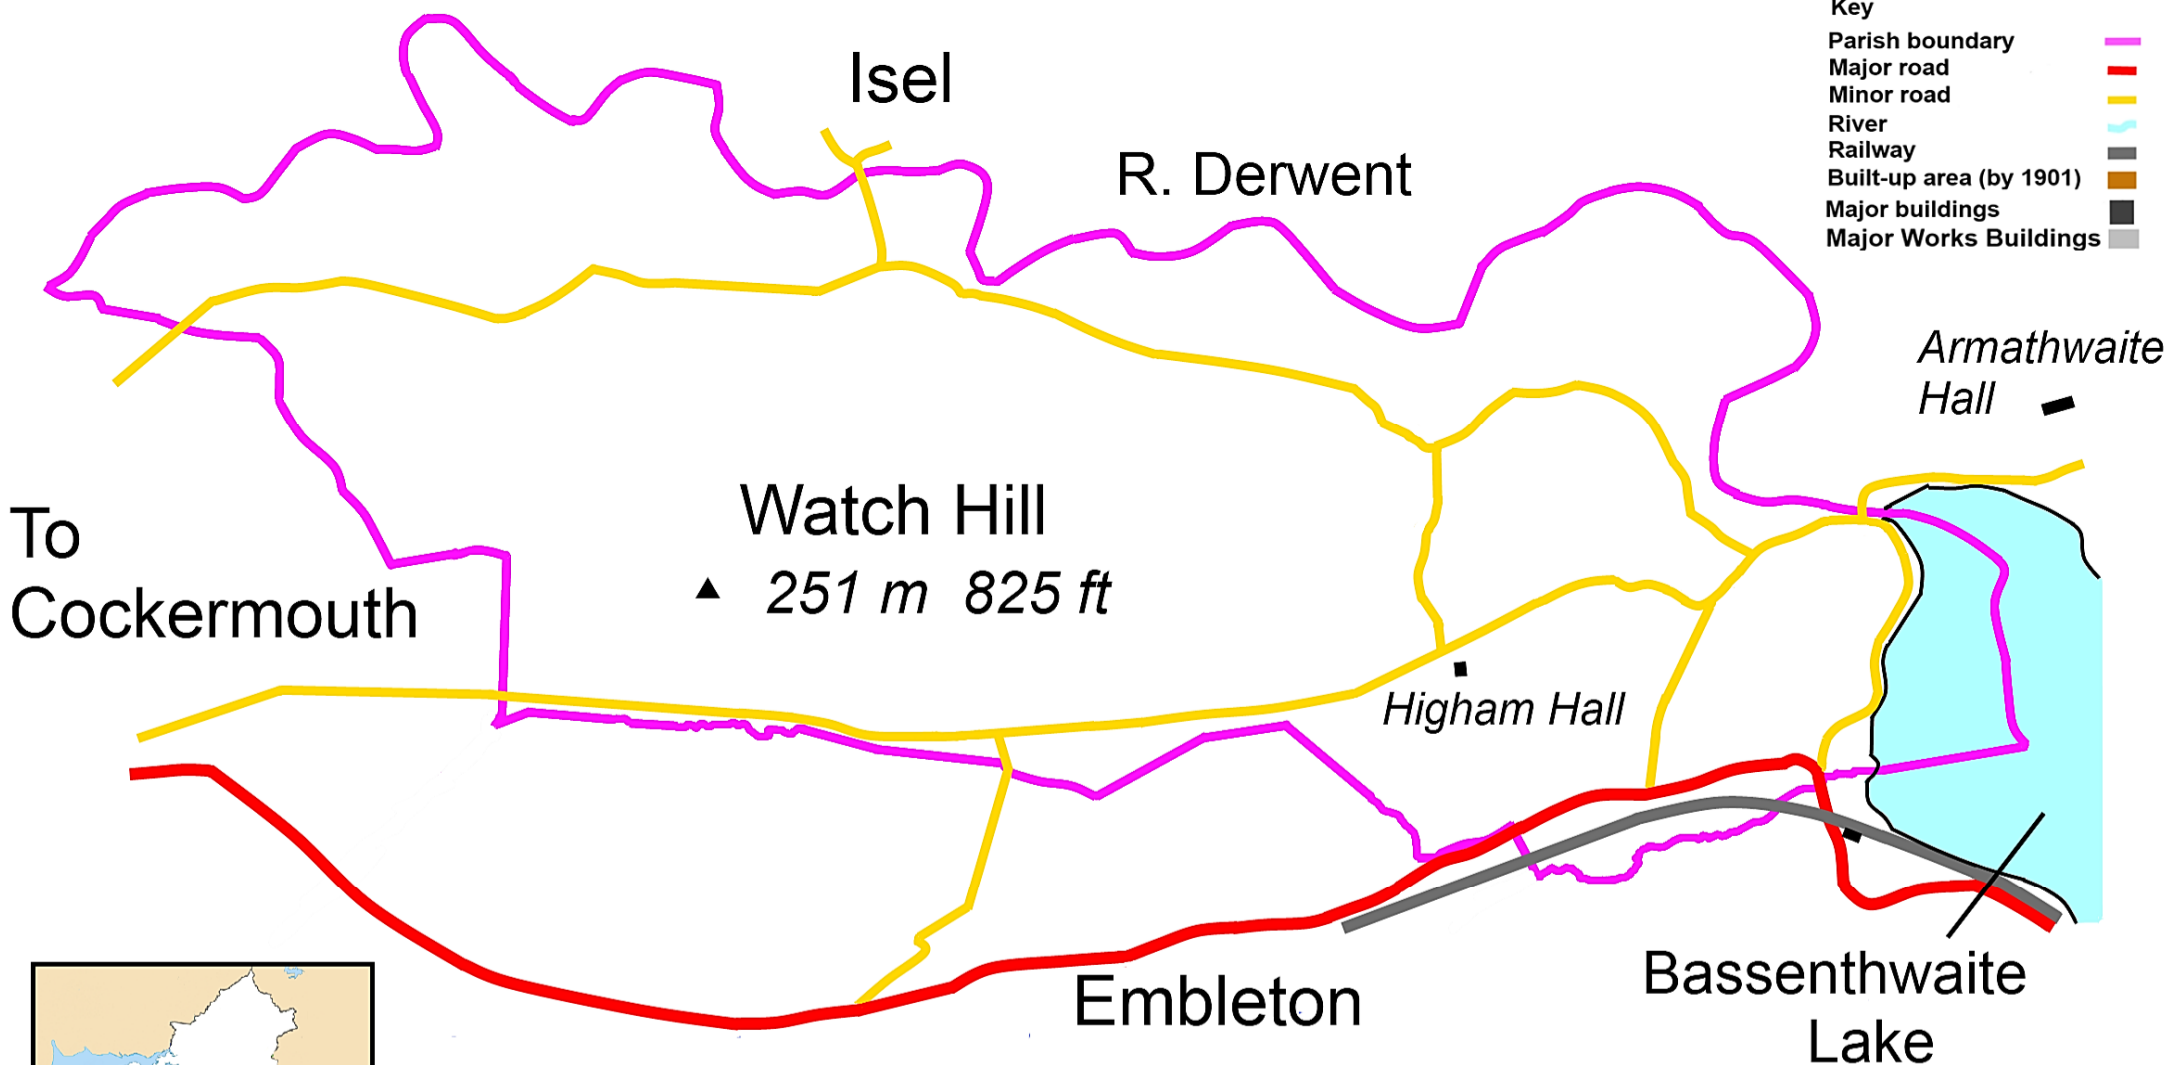 Key
Parish boundary
Major road
Minor road
River
Railway
Built-up area (by 1901)
Major buildings
Major Works Buildings
Isel
R. Derwent
Armathwaite
Hall
To
Cockermouth
Watch Hill
251 m 825 ft
Higham Hall
Embleton
Bassenthwaite
Lake